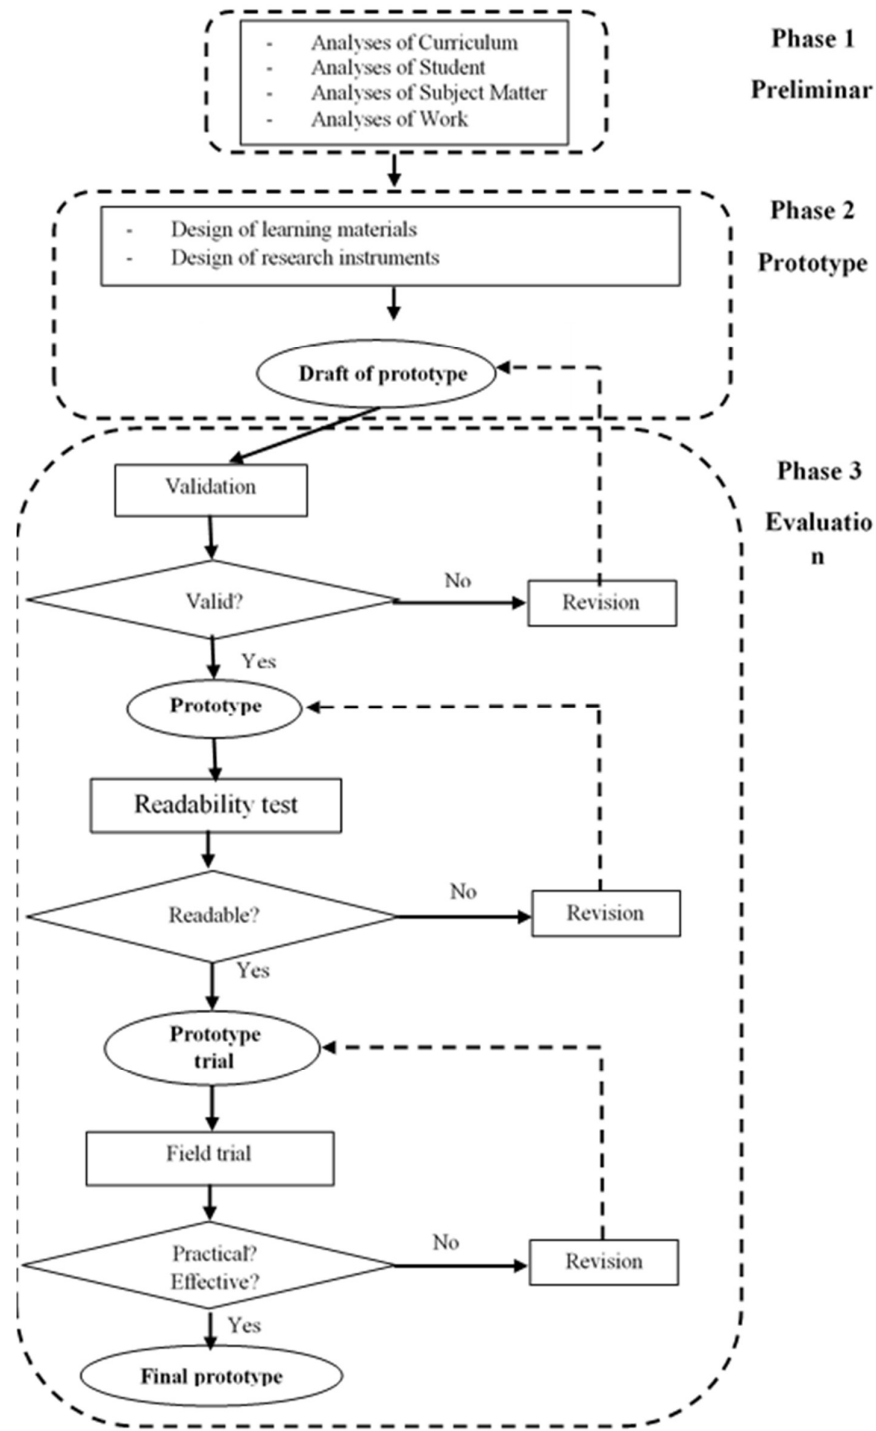 - Analyses of Curriculum
- Analyses of Student
- Analyses of Subject Matter
- Analyses of Work
Phase 1
Preliminar
- Design of learning materials
- Design of research instruments
Phase 2
Prototype
Draft of prototype
Phase 3
Evaluatio
n
Validation
Valid?
No
Revision
Yes
Prototype
Readability test
Readable?
No
Revision
Yes
Prototype
trial
Field trial
Practical?
Effective?
No
Revision
Yes
Final prototype